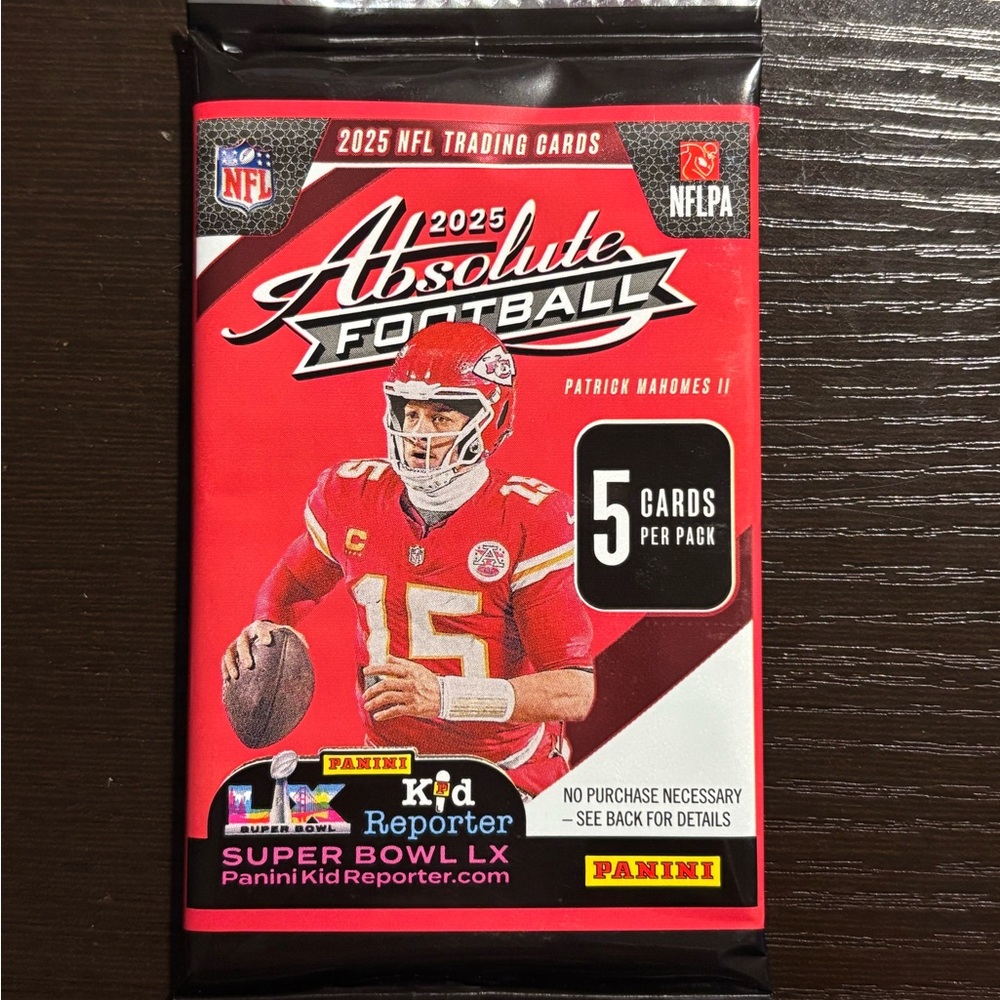 2025 NFL TRADING CARDS
NFL
NFLPA
2025
Absolute
FOOTBALL
PATRICK MAHOMES II
5 CARDS
PER PACK
15
C
15
PANINI
LX
SUPER BOWL
Kid
Reporter
SUPER BOWL LX
PaniniKidReporter.com
NO PURCHASE NECESSARY
– SEE BACK FOR DETAILS
PANINI